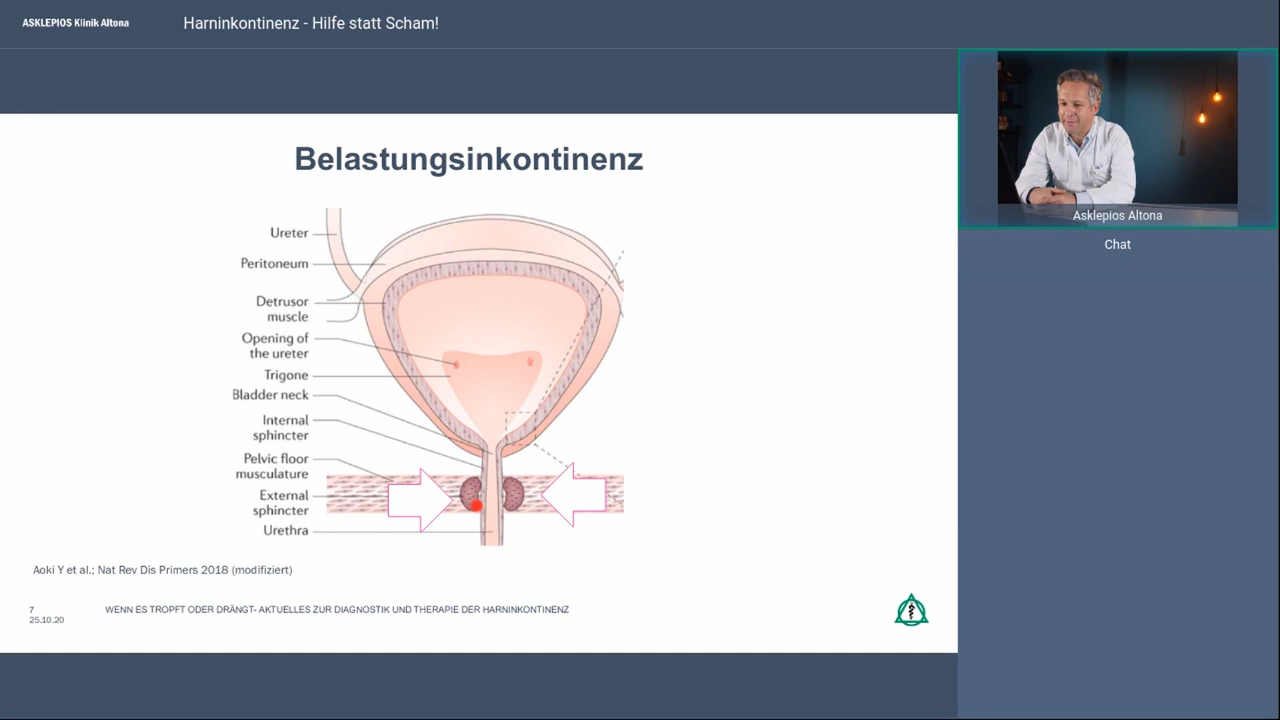 ASKLEPIOS Klinik Altona
Harninkontinenz - Hilfe statt Scham!
Belastungsinkontinenz
Ureter
Peritoneum
Detrusor
muscle
Opening of
the ureter
Trigone
Bladder neck
Internal
sphincter
Pelvic floor
musculature
External
sphincter
Urethra
Aoki Y et al.; Nat Rev Dis Primers 2018 (modifiziert)
7
25.10.20
WENN ES TROPFT ODER DRÄNGT- AKTUELLES ZUR DIAGNOSTIK UND THERAPIE DER HARNINKONTINENZ
Asklepios Altona
Chat